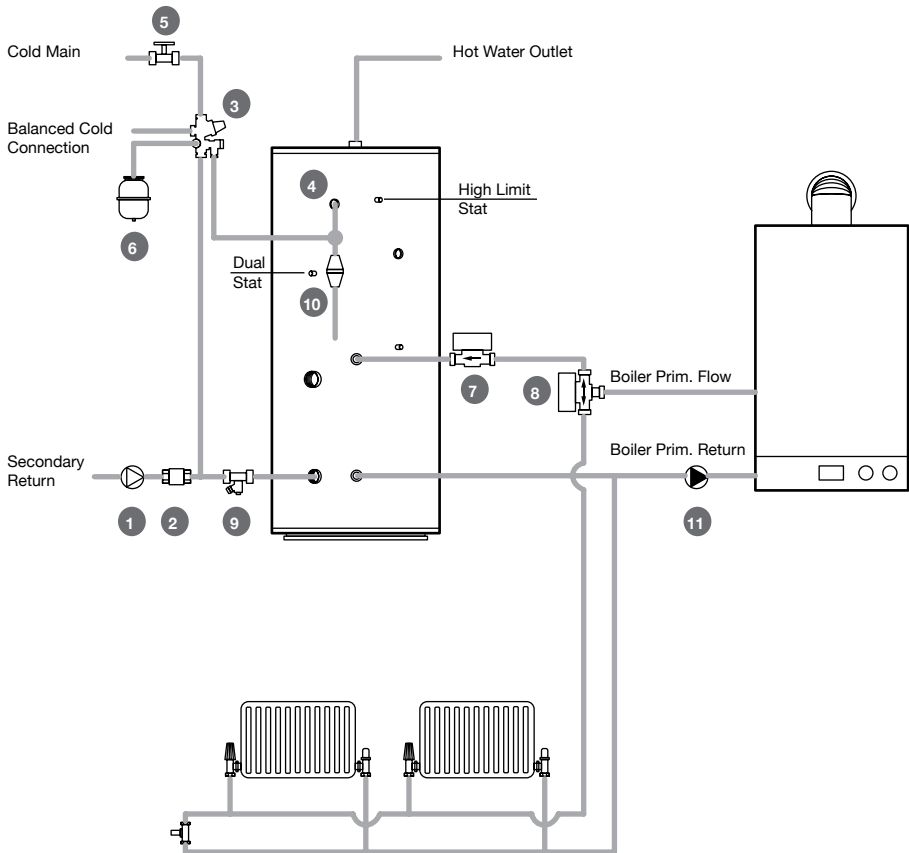 5
Cold Main
Hot Water Outlet
3
Balanced Cold
Connection
4
High Limit
Stat
6
Dual
Stat
10
7
8
Boiler Prim. Flow
Boiler Prim. Return
Secondary
Return
1
2
9
11